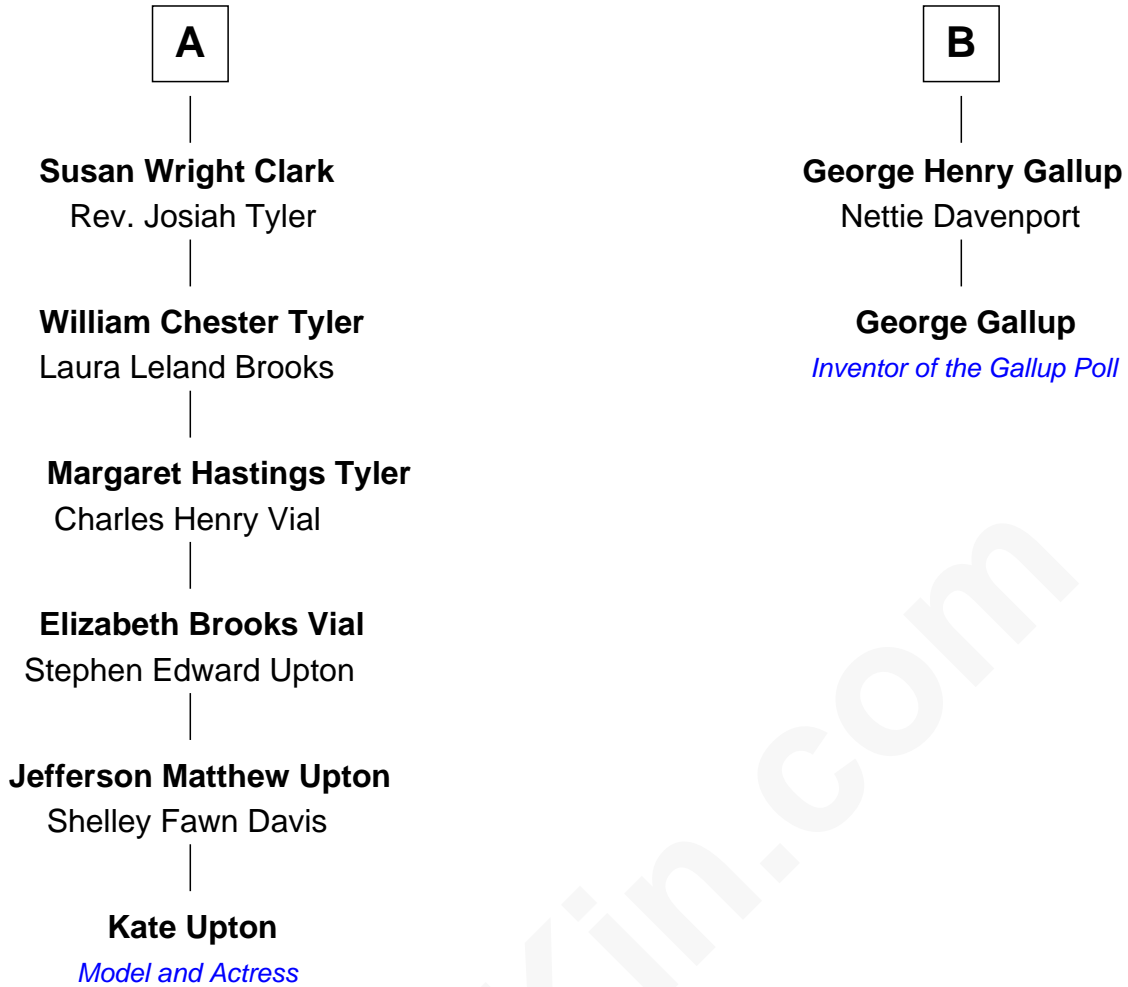 A
Susan Wright Clark
Rev. Josiah Tyler
William Chester Tyler
Laura Leland Brooks
Margaret Hastings Tyler
Charles Henry Vial
Elizabeth Brooks Vial
Stephen Edward Upton
Jefferson Matthew Upton
Shelley Fawn Davis
Kate Upton
Model and Actress
B
George Henry Gallup
Nettie Davenport
George Gallup
Inventor of the Gallup Poll